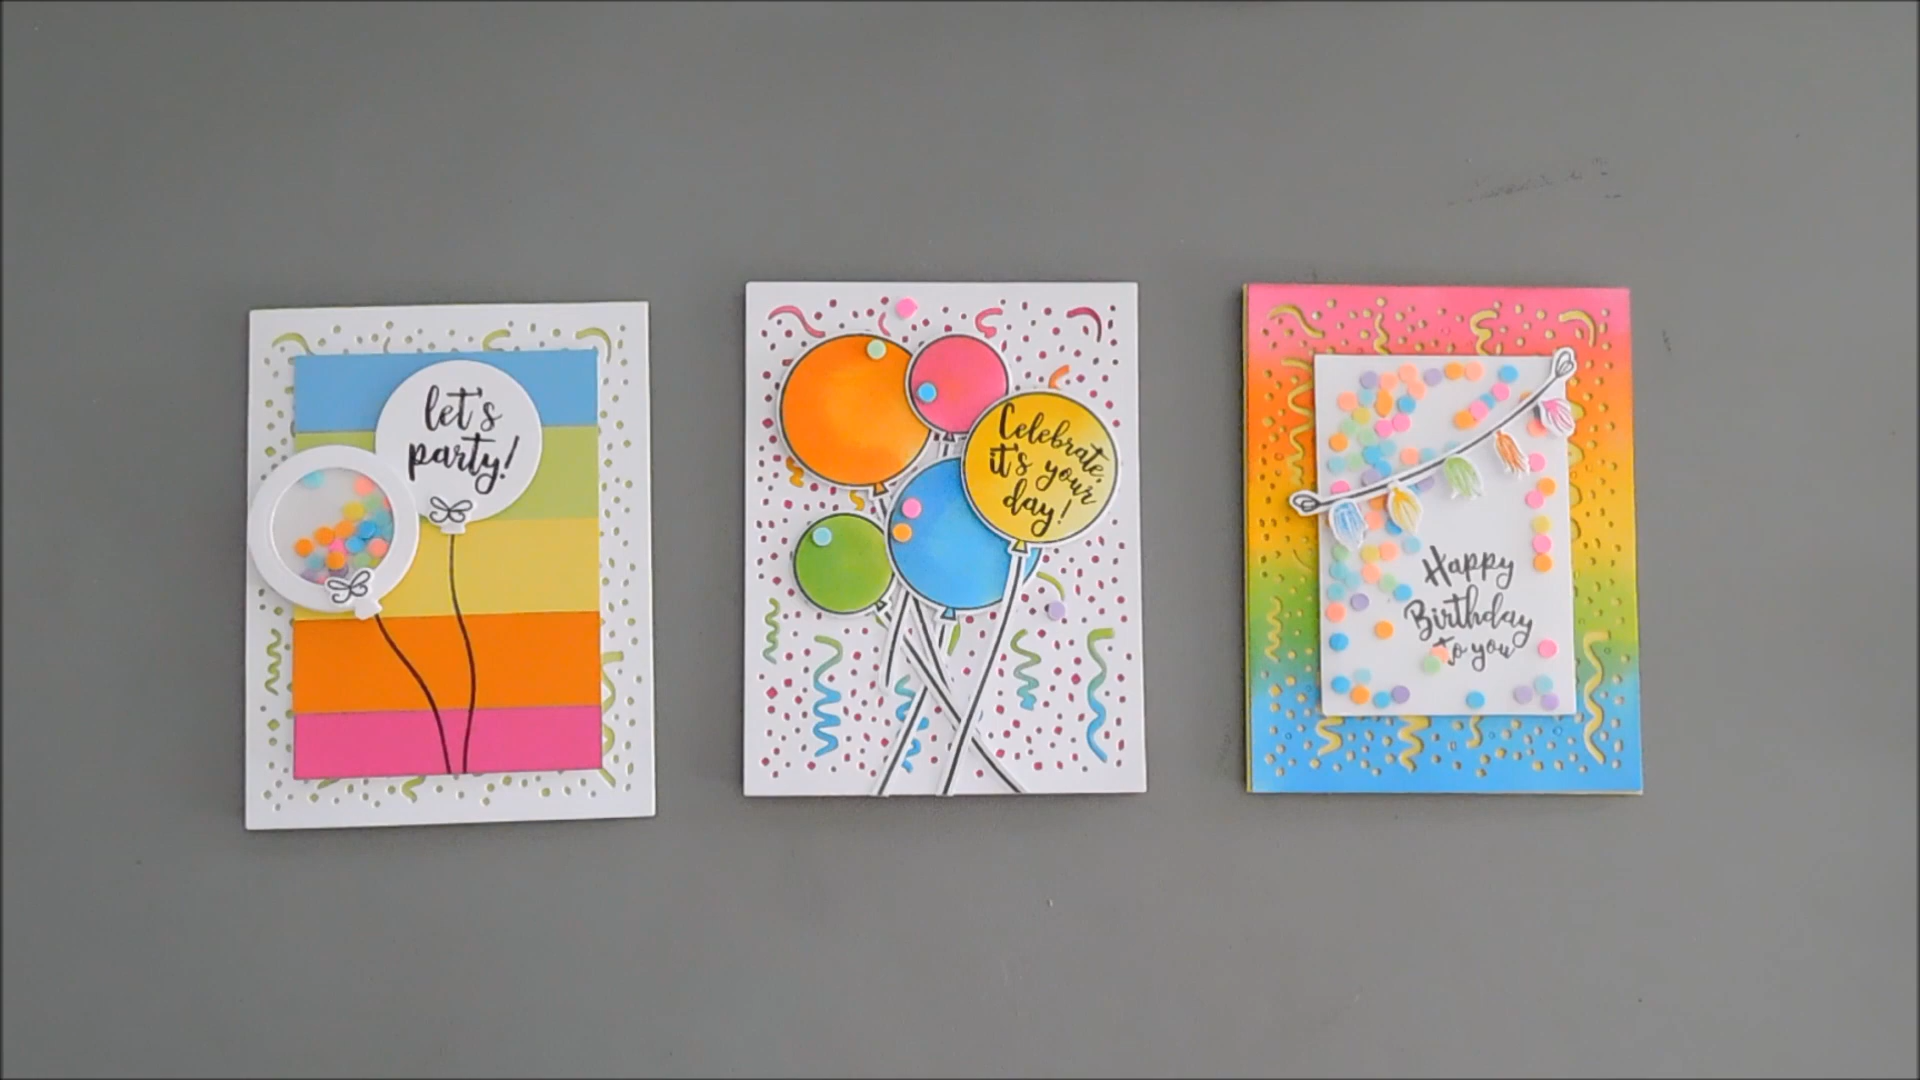 let's
party!
Celebrate,
it's your
day!
Happy
Birthday
to you